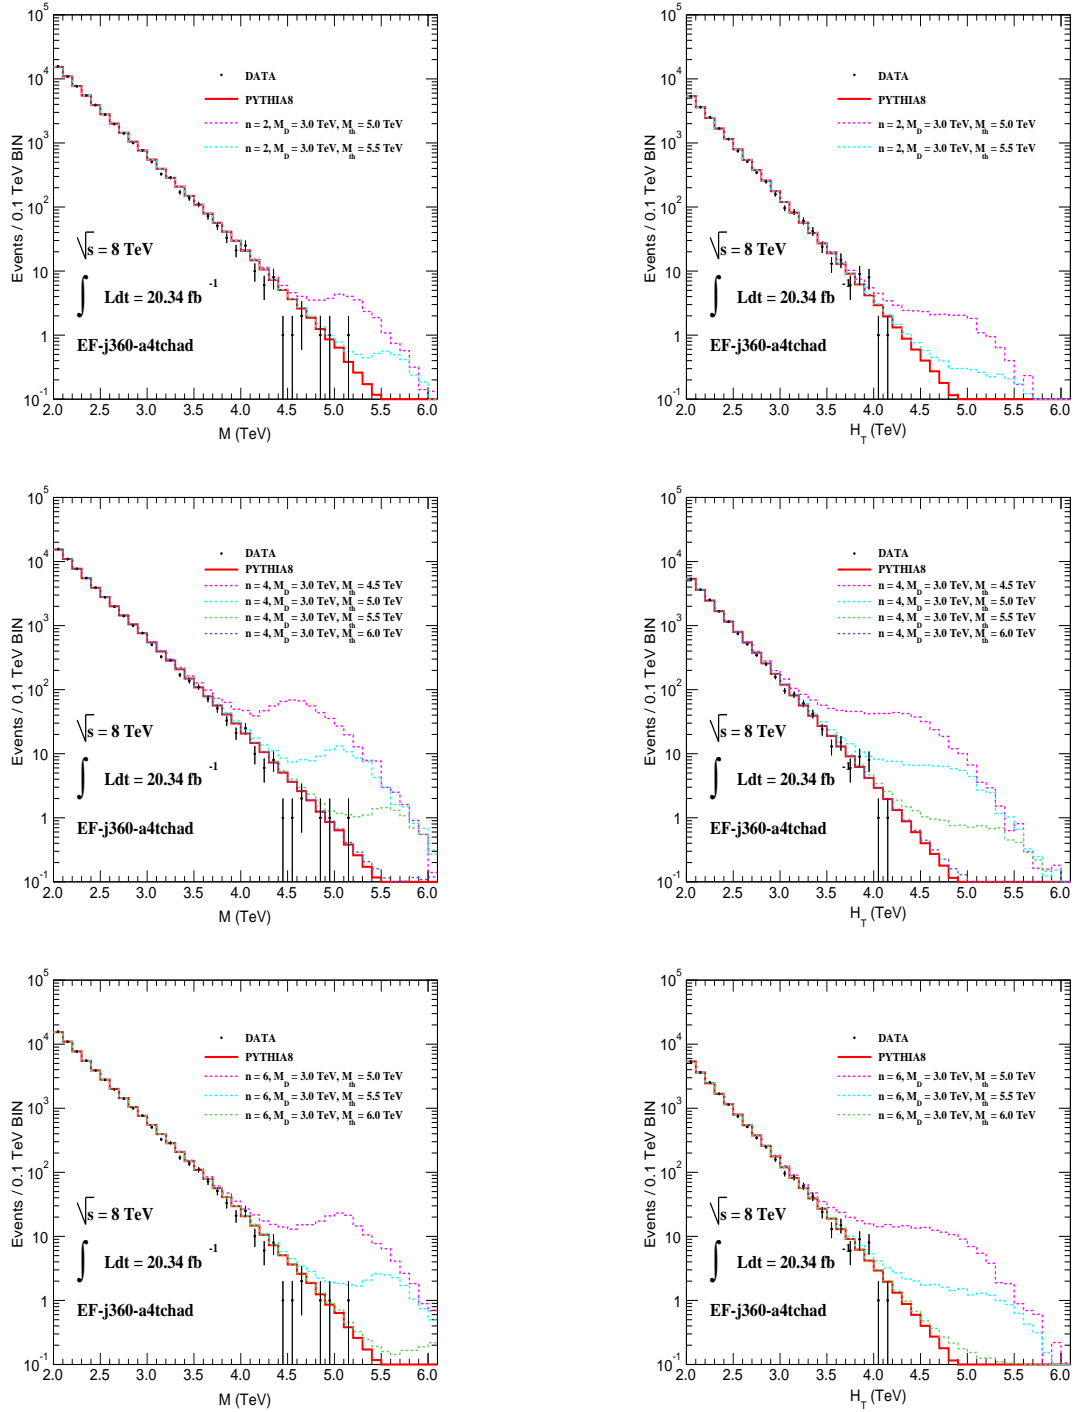 10^5
10^4
10^3
10^2
10
1
10^-1
Events / 0.1 TeV BIN
DATA
PYTHIA8
n = 2, M_D = 3.0 TeV, M_th = 5.0 TeV
n = 2, M_D = 3.0 TeV, M_th = 5.5 TeV
√s = 8 TeV
∫ Ldt = 20.34 fb^-1
EF-j360-a4tchad
2.0 2.5 3.0 3.5 4.0 4.5 5.0 5.5 6.0
M (TeV)
10^5
10^4
10^3
10^2
10
1
10^-1
Events / 0.1 TeV BIN
DATA
PYTHIA8
n = 2, M_D = 3.0 TeV, M_th = 5.0 TeV
n = 2, M_D = 3.0 TeV, M_th = 5.5 TeV
√s = 8 TeV
∫ Ldt = 20.34 fb^-1
EF-j360-a4tchad
2.0 2.5 3.0 3.5 4.0 4.5 5.0 5.5 6.0
H_T (TeV)
10^5
10^4
10^3
10^2
10
1
10^-1
Events / 0.1 TeV BIN
DATA
PYTHIA8
n = 4, M_D = 3.0 TeV, M_th = 4.5 TeV
n = 4, M_D = 3.0 TeV, M_th = 5.0 TeV
n = 4, M_D = 3.0 TeV, M_th = 5.5 TeV
n = 4, M_D = 3.0 TeV, M_th = 6.0 TeV
√s = 8 TeV
∫ Ldt = 20.34 fb^-1
EF-j360-a4tchad
2.0 2.5 3.0 3.5 4.0 4.5 5.0 5.5 6.0
M (TeV)
10^5
10^4
10^3
10^2
10
1
10^-1
Events / 0.1 TeV BIN
DATA
PYTHIA8
n = 4, M_D = 3.0 TeV, M_th = 4.5 TeV
n = 4, M_D = 3.0 TeV, M_th = 5.0 TeV
n = 4, M_D = 3.0 TeV, M_th = 5.5 TeV
n = 4, M_D = 3.0 TeV, M_th = 6.0 TeV
√s = 8 TeV
∫ Ldt = 20.34 fb^-1
EF-j360-a4tchad
2.0 2.5 3.0 3.5 4.0 4.5 5.0 5.5 6.0
H_T (TeV)
10^5
10^4
10^3
10^2
10
1
10^-1
Events / 0.1 TeV BIN
DATA
PYTHIA8
n = 6, M_D = 3.0 TeV, M_th = 5.0 TeV
n = 6, M_D = 3.0 TeV, M_th = 5.5 TeV
n = 6, M_D = 3.0 TeV, M_th = 6.0 TeV
√s = 8 TeV
∫ Ldt = 20.34 fb^-1
EF-j360-a4tchad
2.0 2.5 3.0 3.5 4.0 4.5 5.0 5.5 6.0
M (TeV)
10^5
10^4
10^3
10^2
10
1
10^-1
Events / 0.1 TeV BIN
DATA
PYTHIA8
n = 6, M_D = 3.0 TeV, M_th = 5.0 TeV
n = 6, M_D = 3.0 TeV, M_th = 5.5 TeV
n = 6, M_D = 3.0 TeV, M_th = 6.0 TeV
√s = 8 TeV
∫ Ldt = 20.34 fb^-1
EF-j360-a4tchad
2.0 2.5 3.0 3.5 4.0 4.5 5.0 5.5 6.0
H_T (TeV)